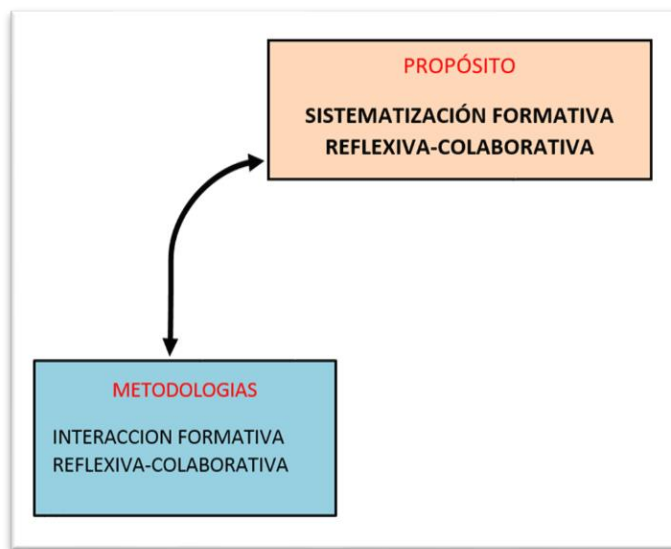 PROPÓSITO
SISTEMATIZACIÓN FORMATIVA
REFLEXIVA-COLABORATIVA
METODOLOGIAS
INTERACCION FORMATIVA
REFLEXIVA-COLABORATIVA